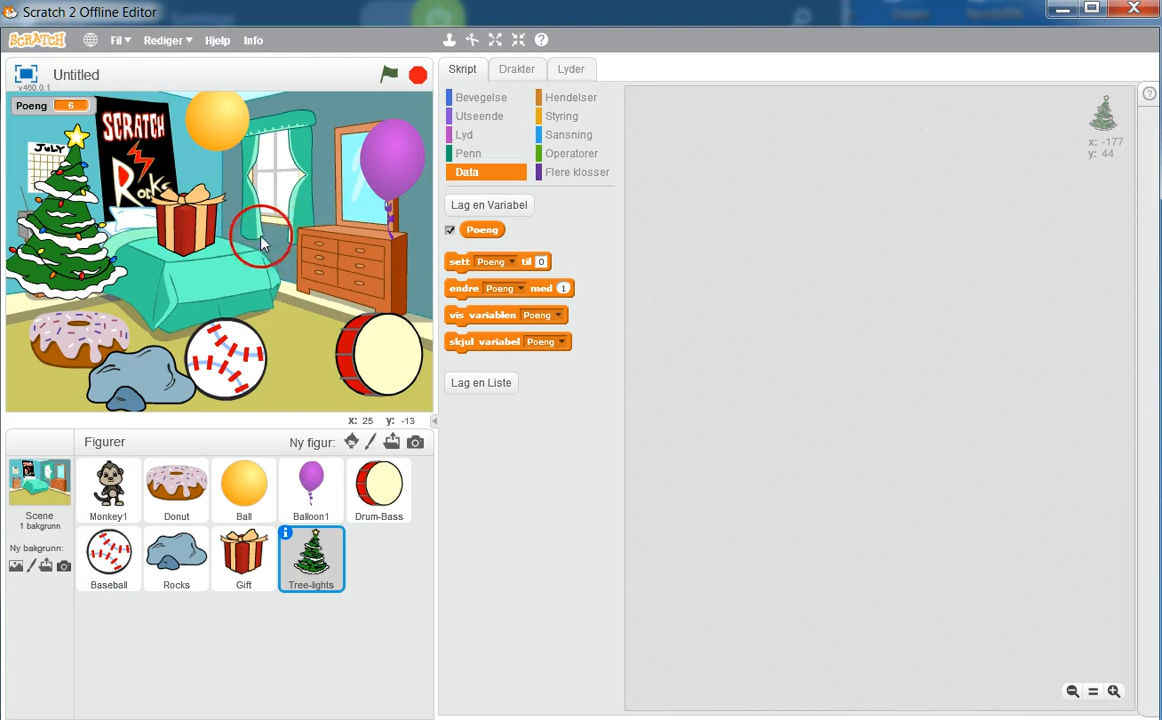 Scratch 2 Offline Editor
SCRATCH
Fil
Rediger
Hjelp
Info
Untitled
v460.0.1
Poeng 6
SCRATCH
Rocks
JULY
x: 25 y: -13
Skript
Drakter
Lyder
Bevegelse
Utseende
Lyd
Penn
Data
Hendelser
Styring
Sansning
Operatorer
Flere klosser
Lag en Variabel
Poeng
sett Poeng til 0
endre Poeng med 1
vis variablen Poeng
skjul variabel Poeng
Lag en Liste
x: -177
y: 44
Figurer
Ny figur:
Scene
1 bakgrunn
Ny bakgrunn:
Monkey1
Donut
Ball
Balloon1
Drum-Bass
Baseball
Rocks
Gift
Tree-lights